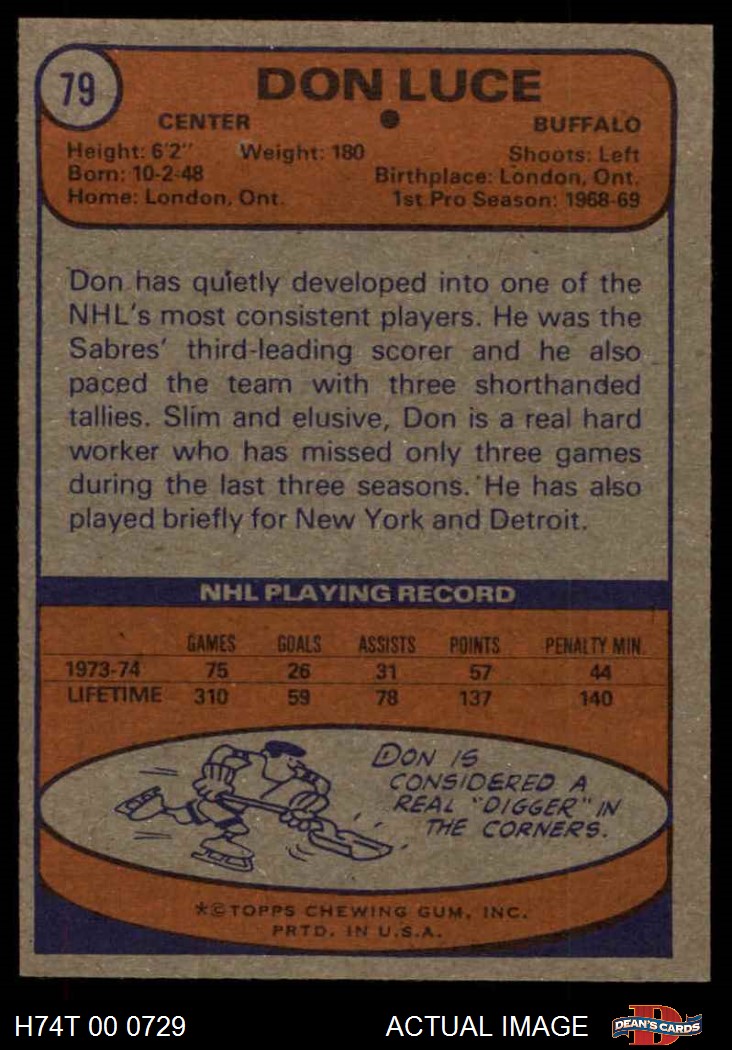 79
DON LUCE
CENTER BUFFALO
Height: 6'2" Weight: 180 Shoots: Left
Born: 10-2-48 Birthplace: London, Ont.
Home: London, Ont. 1st Pro Season: 1968-69
Don has quietly developed into one of the
NHL's most consistent players. He was the
Sabres' third-leading scorer and he also
paced the team with three shorthanded
tallies. Slim and elusive, Don is a real hard
worker who has missed only three games
during the last three seasons. He has also
played briefly for New York and Detroit.
NHL PLAYING RECORD
GAMES GOALS ASSISTS POINTS PENALTY MIN.
1973-74 75 26 31 57 44
LIFETIME 310 59 78 137 140
DON IS
CONSIDERED A
REAL "DIGGER" IN
THE CORNERS.
*©TOPPS CHEWING GUM, INC.
PRTD. IN U.S.A.
H74T 00 0729 ACTUAL IMAGE D DEAN'S CARDS